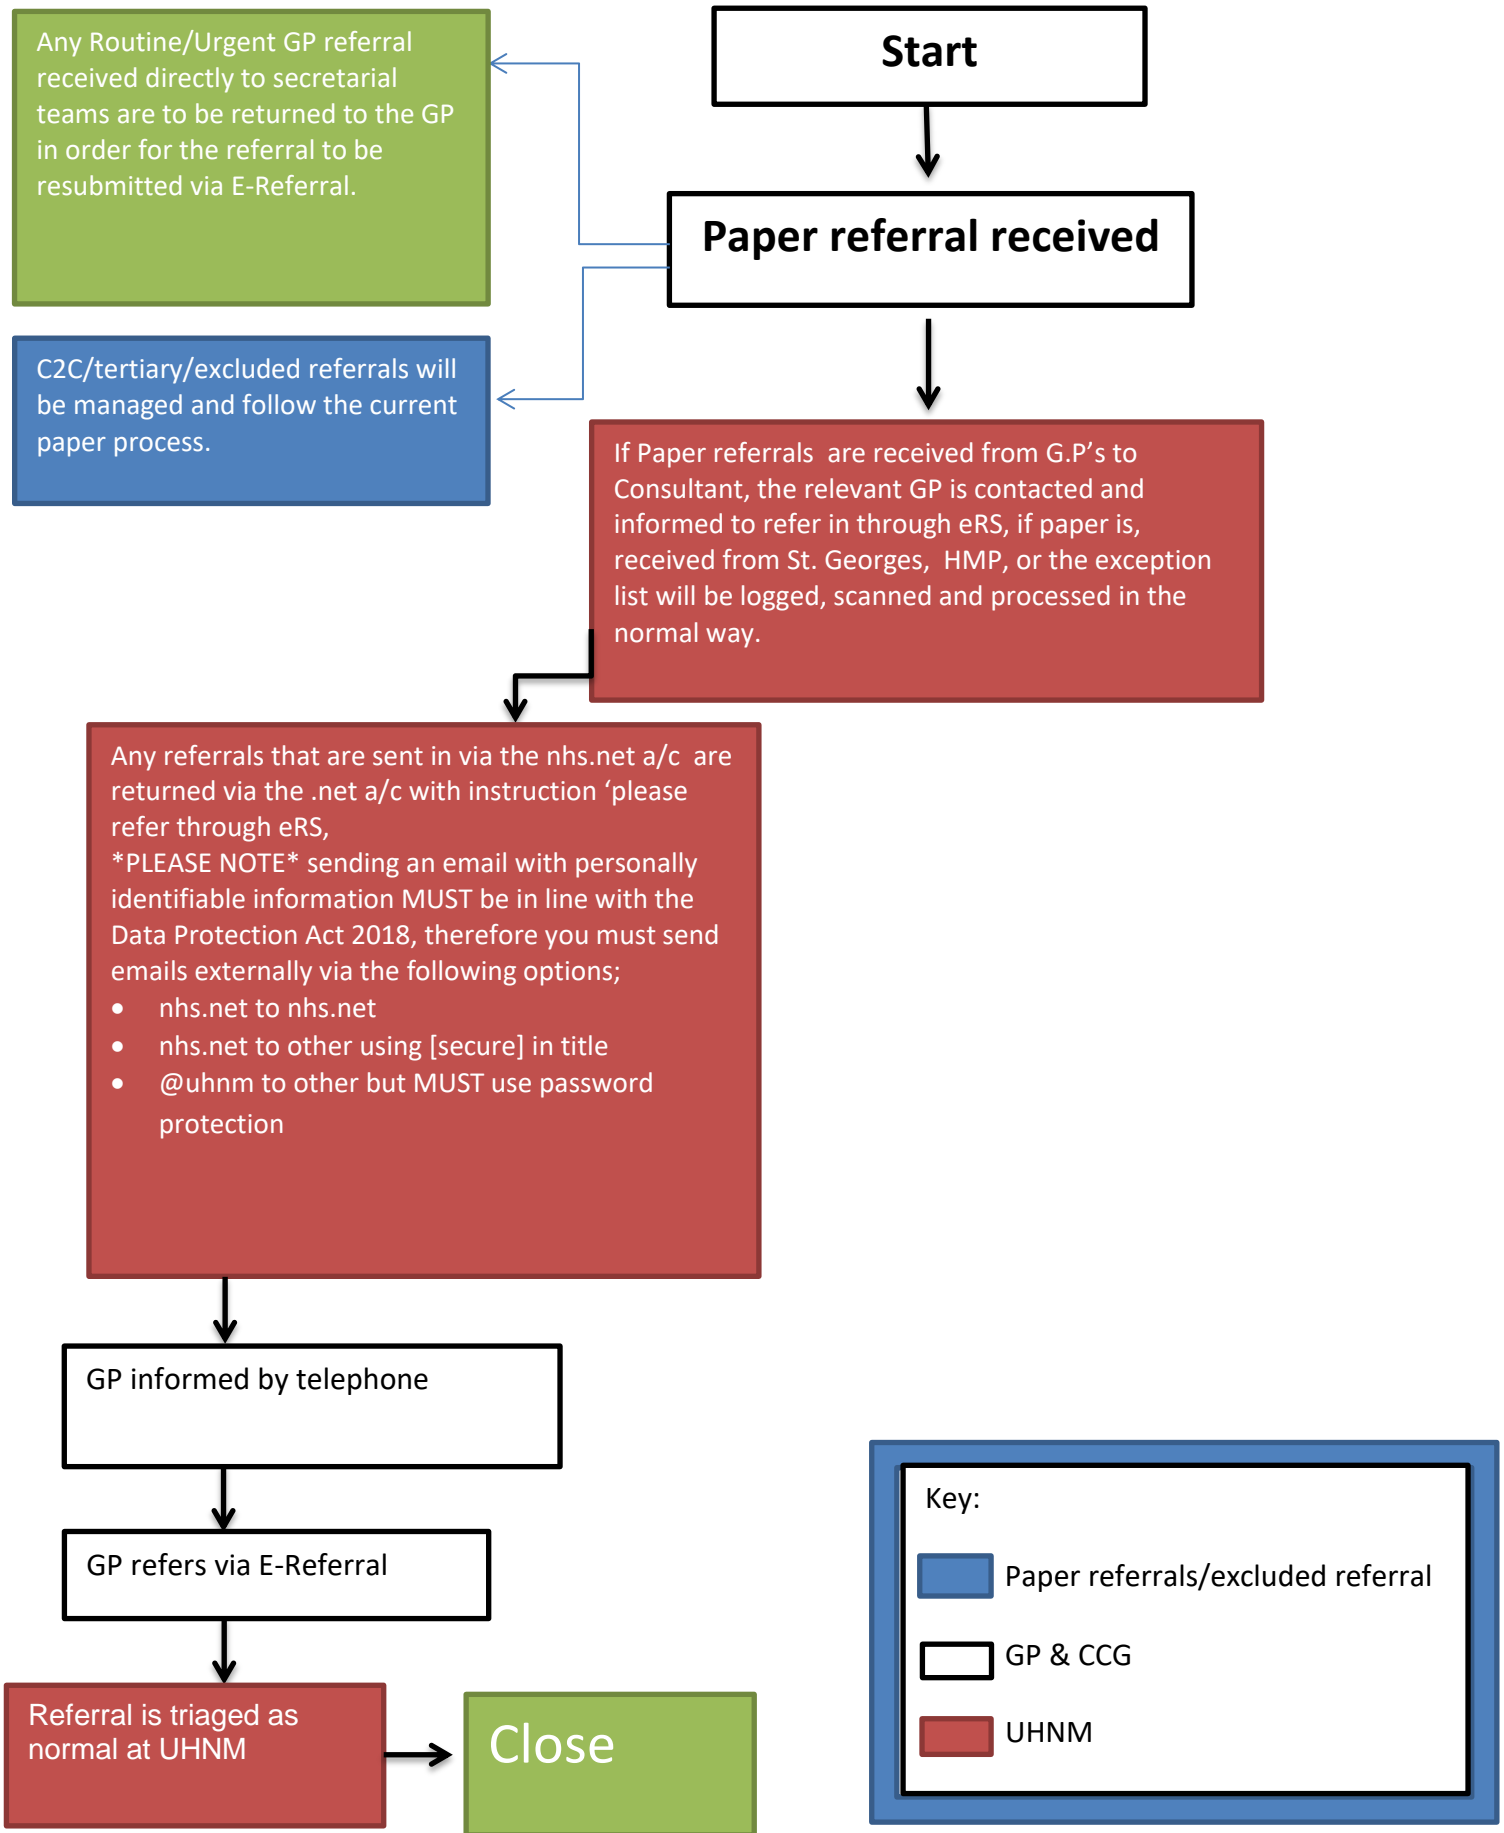 Start
Any Routine/Urgent GP referral
received directly to secretarial
teams are to be returned to the GP
in order for the referral to be
resubmitted via E-Referral.
Paper referral received
C2C/tertiary/excluded referrals will
be managed and follow the current
paper process.
If Paper referrals  are received from G.P’s to
Consultant, the relevant GP is contacted and
informed to refer in through eRS, if paper is,
received from St. Georges,  HMP, or the exception
list will be logged, scanned and processed in the
normal way.
Any referrals that are sent in via the nhs.net a/c  are
returned via the .net a/c with instruction ‘please
refer through eRS,
*PLEASE NOTE* sending an email with personally
identifiable information MUST be in line with the
Data Protection Act 2018, therefore you must send
emails externally via the following options;
• nhs.net to nhs.net
• nhs.net to other using [secure] in title
• @uhnm to other but MUST use password
protection
GP informed by telephone
GP refers via E-Referral
Referral is triaged as
normal at UHNM
Close
Key:
Paper referrals/excluded referral
GP & CCG
UHNM